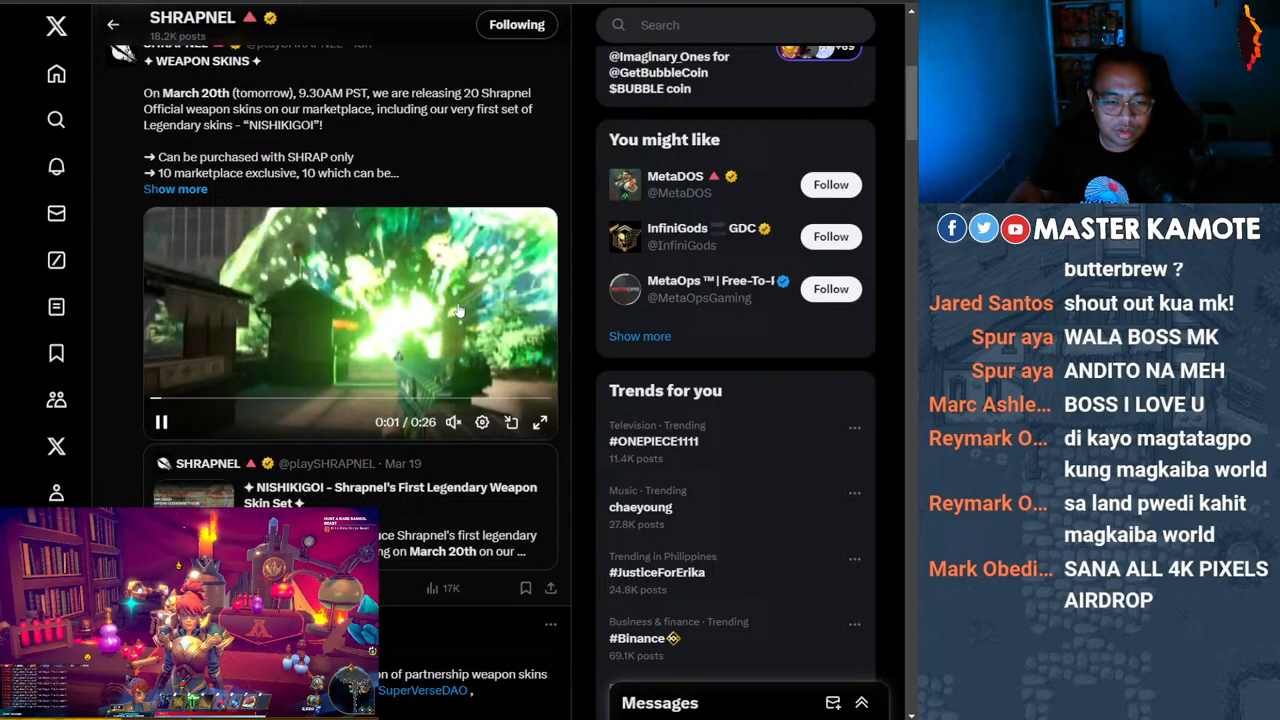 SHRAPNEL
18.2K posts
Following
Search
SHRAPNEL @playSHRAPNEL
✦ WEAPON SKINS ✦
On March 20th (tomorrow), 9.30AM PST, we are releasing 20 Shrapnel
Official weapon skins on our marketplace, including our very first set of
Legendary skins - “NISHIKIGOI”!
➜ Can be purchased with SHRAP only
➜ 10 marketplace exclusive, 10 which can be...
Show more
0:01 / 0:26
SHRAPNEL @playSHRAPNEL · Mar 19
✦ NISHIKIGOI - Shrapnel's First Legendary Weapon
Skin Set ✦
uce Shrapnel's first legendary
ng on March 20th on our ...
17K
on of partnership weapon skins
SuperVerseDAO ,
@Imaginary_Ones for
@GetBubbleCoin
$BUBBLE coin
+69
You might like
MetaDOS
@MetaDOS
Follow
InfiniGods GDC
@InfiniGods
Follow
MetaOps ™ | Free-To-F
@MetaOpsGaming
Follow
Show more
Trends for you
Television · Trending
#ONEPIECE1111
11.4K posts
Music · Trending
chaeyoung
27.8K posts
Trending in Philippines
#JusticeForErika
24.8K posts
Business & finance · Trending
#Binance
69.1K posts
Messages
MASTER KAMOTE
butterbrew ?
Jared Santos shout out kua mk!
Spur aya WALA BOSS MK
Spur aya ANDITO NA MEH
Marc Ashle... BOSS I LOVE U
Reymark O... di kayo magtatagpo
kung magkaiba world
Reymark O... sa land pwedi kahit
magkaiba world
Mark Obedi... SANA ALL 4K PIXELS
AIRDROP